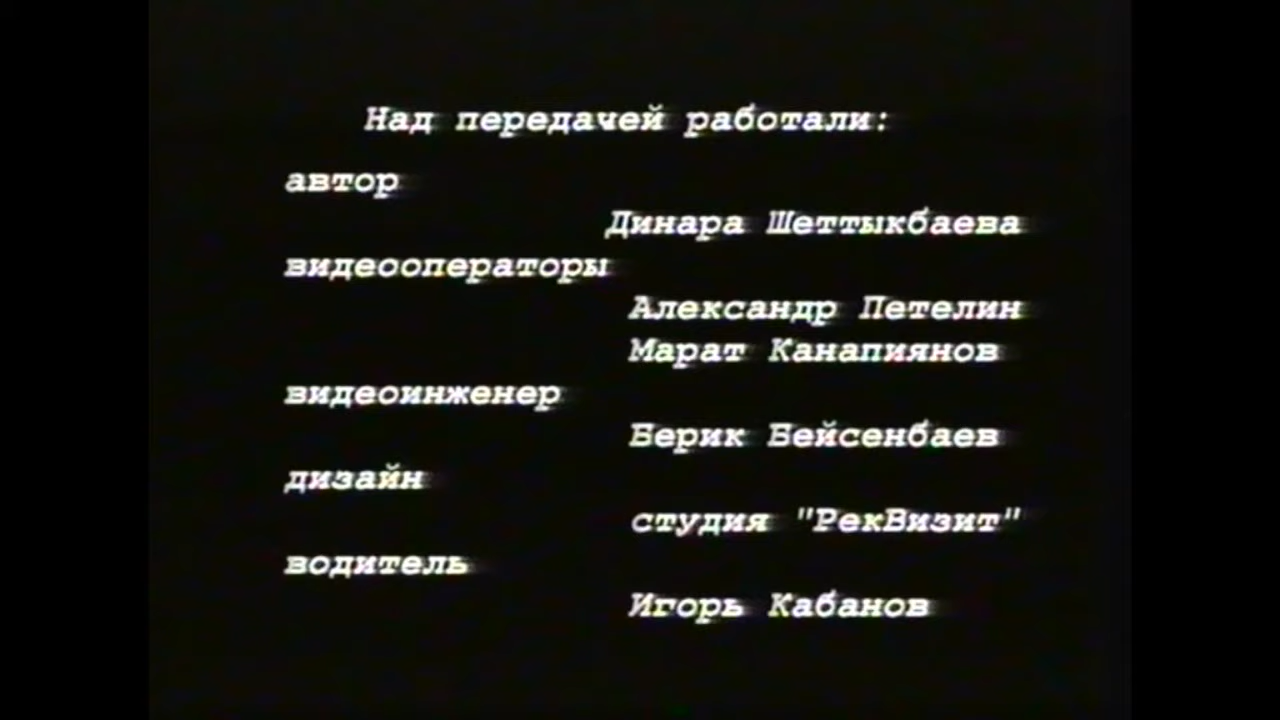 Над передачей работали:
автор
Динара Шеттыкбаева
видеооператоры
Александр Петелин
Марат Канапиянов
видеоинженер
Берик Бейсенбаев
дизайн
студия "РекВизит"
водитель
Игорь Кабанов